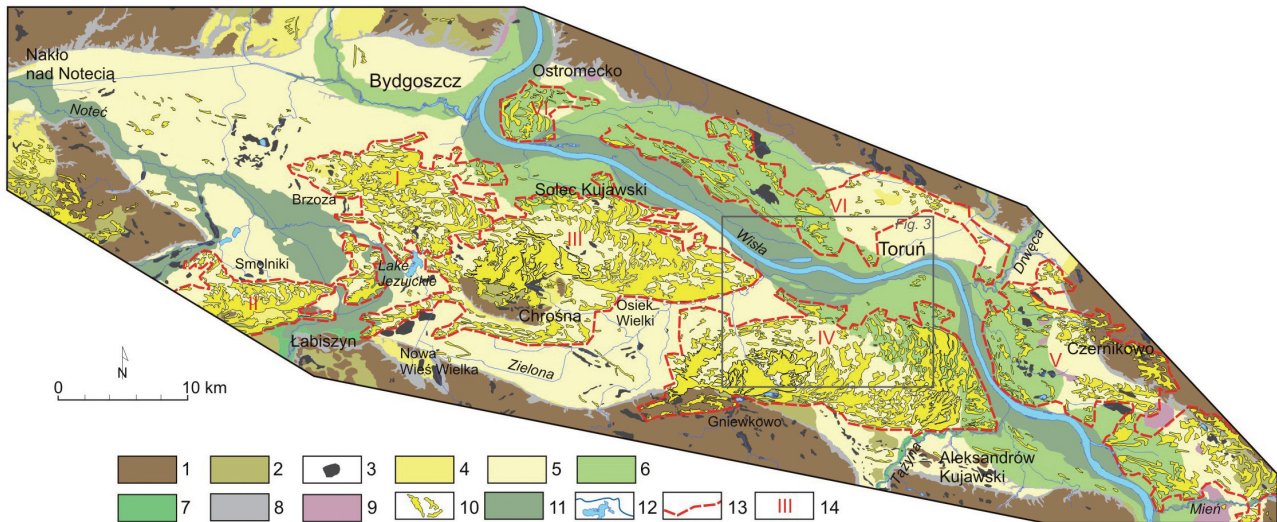 Nakło
nad Notecią
Bydgoszcz
Ostromecko
Noteć
VI
I
Solec Kujawski
Brzoza
VI
Fig. 3
III
Wisła
Toruń
Drwęca
Smolniki
Lake
Jezuickie
II
Chrośna
Osiek
Wielki
Łabiszyn
IV
V
Czernikowo
Nowa
Wieś Wielka
Zielona
N
0 10 km
Gniewkowo
Tążyna
Aleksandrów
Kujawski
Mień
1 2 3 4 5 6
7 8 9 10 11 12 13 III 14